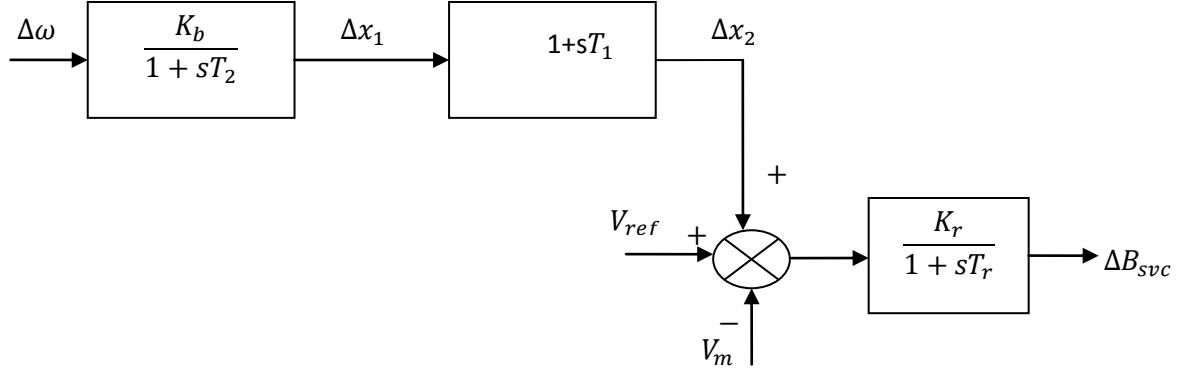 Δω
K_b
1 + sT_2
Δx_1
1+sT_1
Δx_2
+
V_ref
+
K_r
1 + sT_r
ΔB_svc
−
V_m